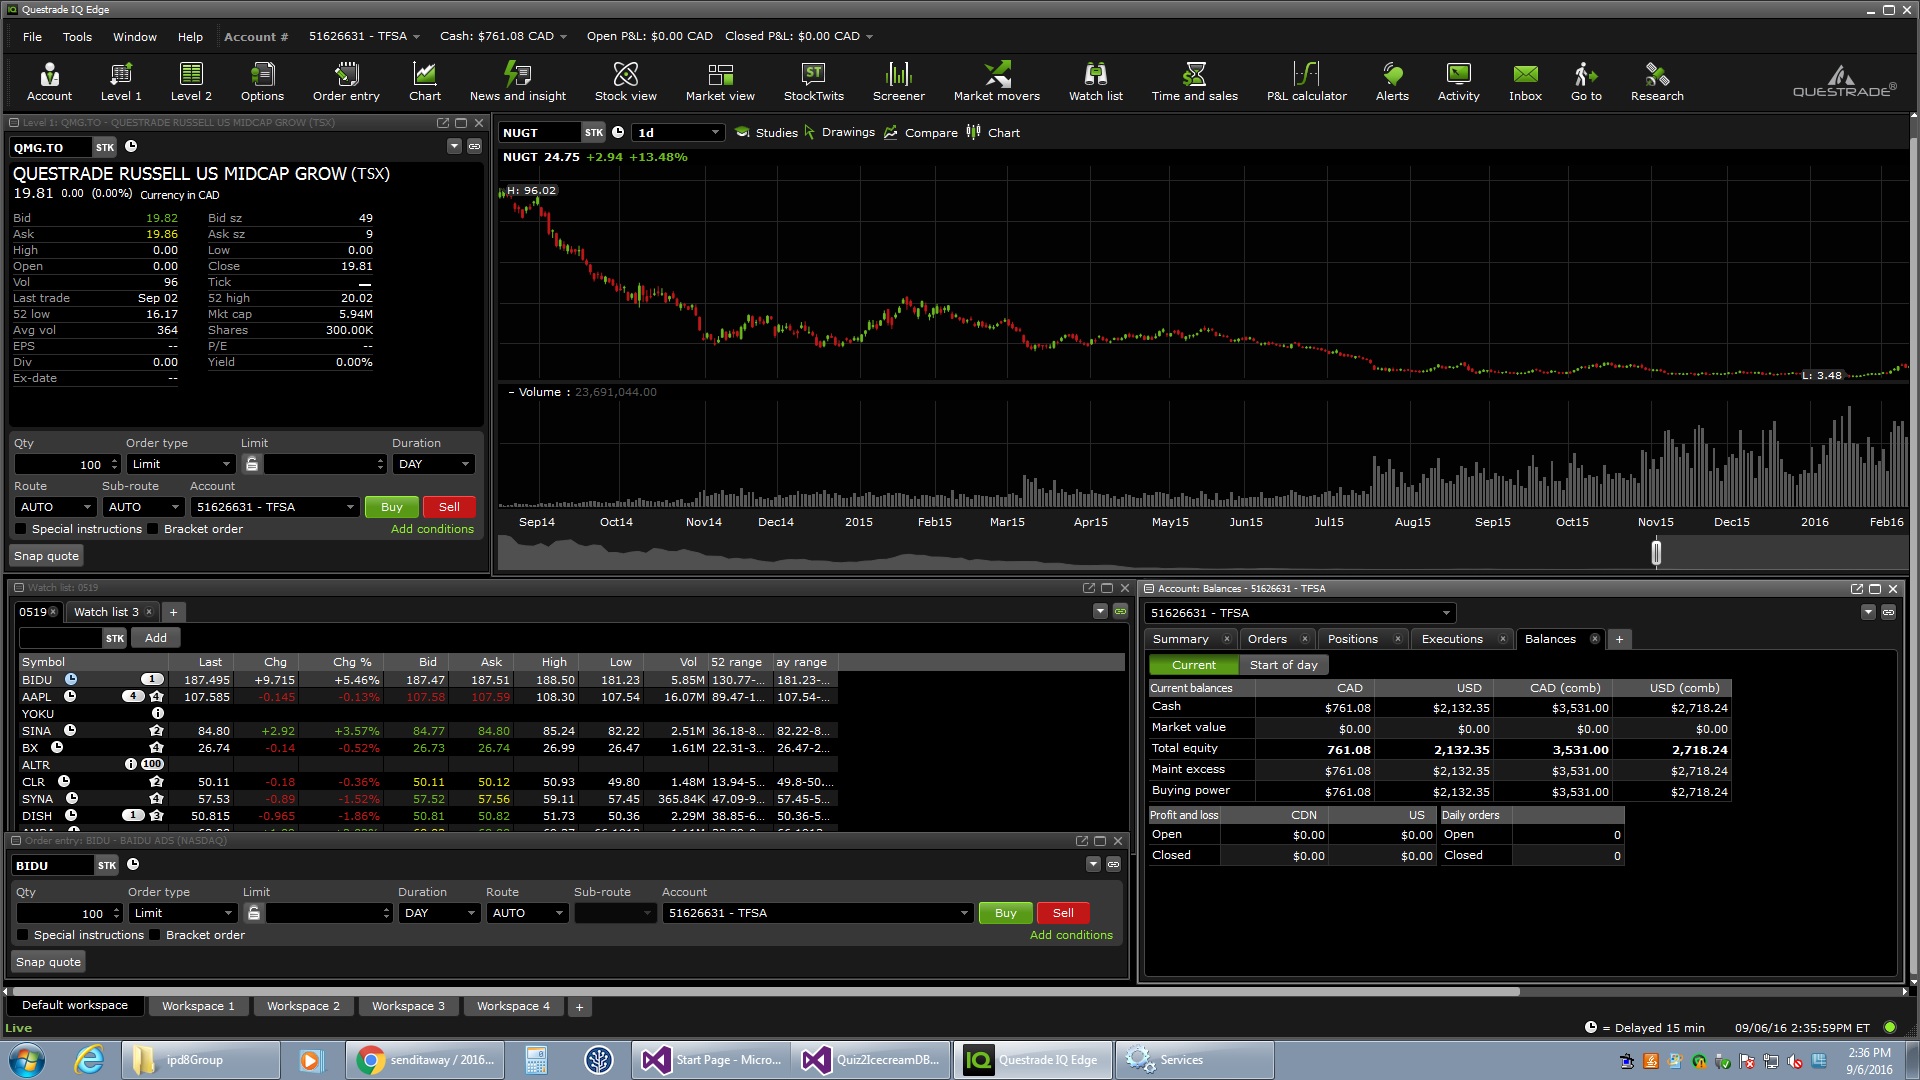 Questrade IQ Edge
File Tools Window Help Account # 51626631 - TFSA Cash: $761.08 CAD Open P&L: $0.00 CAD Closed P&L: $0.00 CAD
Account Level 1 Level 2 Options Order entry Chart News and insight Stock view Market view StockTwits Screener Market movers Watch list Time and sales P&L calculator Alerts Activity Inbox Go to Research
QUESTRADE®
Level 1: QMG.TO - QUESTRADE RUSSELL US MIDCAP GROW (TSX)
QMG.TO STK
QUESTRADE RUSSELL US MIDCAP GROW (TSX)
19.81 0.00 (0.00%) Currency in CAD
Bid 19.82 Bid sz 49
Ask 19.86 Ask sz 9
High 0.00 Low 0.00
Open 0.00 Close 19.81
Vol 96 Tick —
Last trade Sep 02 52 high 20.02
52 low 16.17 Mkt cap 5.94M
Avg vol 364 Shares 300.00K
EPS -- P/E --
Div 0.00 Yield 0.00%
Ex-date --
Qty Order type Limit Duration
100 Limit DAY
Route Sub-route Account
AUTO AUTO 51626631 - TFSA Buy Sell
Special instructions Bracket order Add conditions
Snap quote
NUGT STK 1d Studies Drawings Compare Chart
NUGT 24.75 +2.94 +13.48%
H: 96.02
L: 3.48
– Volume : 23,691,044.00
Sep14 Oct14 Nov14 Dec14 2015 Feb15 Mar15 Apr15 May15 Jun15 Jul15 Aug15 Sep15 Oct15 Nov15 Dec15 2016 Feb16
Watch list: 0519
0519 Watch list 3 +
STK Add
Symbol Last Chg Chg % Bid Ask High Low Vol 52 range ay range
BIDU 1 187.495 +9.715 +5.46% 187.47 187.51 188.50 181.23 5.85M 130.77-... 181.23-...
AAPL 4 4 107.585 -0.145 -0.13% 107.58 107.59 108.30 107.54 16.07M 89.47-1... 107.54-...
YOKU
SINA 2 84.80 +2.92 +3.57% 84.77 84.80 85.24 82.22 2.51M 36.18-8... 82.22-8...
BX 4 26.74 -0.14 -0.52% 26.73 26.74 26.99 26.47 1.61M 22.31-3... 26.47-2...
ALTR 100
CLR 2 50.11 -0.18 -0.36% 50.11 50.12 50.93 49.80 1.48M 13.94-5... 49.8-50....
SYNA 4 57.53 -0.89 -1.52% 57.52 57.56 59.11 57.45 365.84K 47.09-9... 57.45-5...
DISH 1 3 50.815 -0.965 -1.86% 50.81 50.82 51.73 50.36 2.29M 38.85-6... 50.36-5...
Order entry: BIDU - BAIDU ADS (NASDAQ)
BIDU STK
Qty Order type Limit Duration Route Sub-route Account
100 Limit DAY AUTO 51626631 - TFSA Buy Sell
Special instructions Bracket order Add conditions
Snap quote
Account: Balances - 51626631 - TFSA
51626631 - TFSA
Summary Orders Positions Executions Balances +
Current Start of day
Current balances CAD USD CAD (comb) USD (comb)
Cash $761.08 $2,132.35 $3,531.00 $2,718.24
Market value $0.00 $0.00 $0.00 $0.00
Total equity 761.08 2,132.35 3,531.00 2,718.24
Maint excess $761.08 $2,132.35 $3,531.00 $2,718.24
Buying power $761.08 $2,132.35 $3,531.00 $2,718.24
Profit and loss CDN US Daily orders
Open $0.00 $0.00 Open 0
Closed $0.00 $0.00 Closed 0
Default workspace Workspace 1 Workspace 2 Workspace 3 Workspace 4 +
Live = Delayed 15 min 09/06/16 2:35:59PM ET
ipd8Group senditaway / 2016... Start Page - Micro... Quiz2IcecreamDB... IQ Questrade IQ Edge Services 2:36 PM
9/6/2016